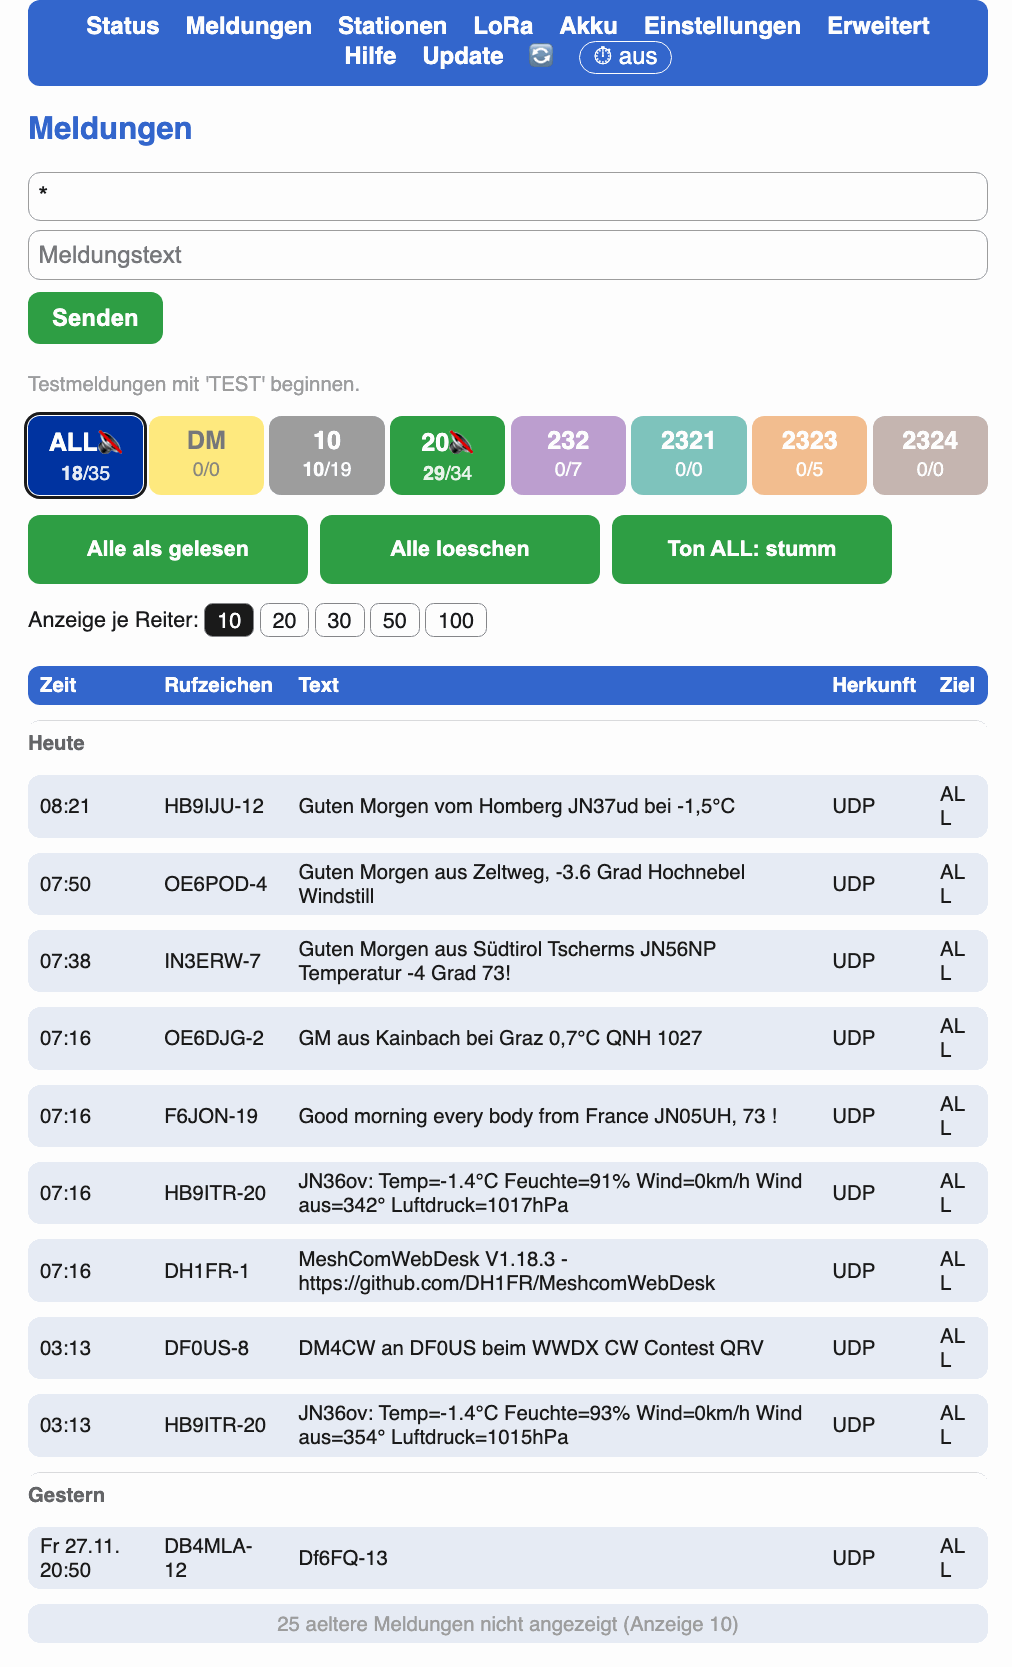 Status Meldungen Stationen LoRa Akku Einstellungen Erweitert
Hilfe Update 🔄 ⏱ aus
Meldungen
*
Meldungstext
Senden
Testmeldungen mit 'TEST' beginnen.
ALL DM 10 20 232 2321 2323 2324
18/35 0/0 10/19 29/34 0/7 0/0 0/5 0/0
Alle als gelesen Alle loeschen Ton ALL: stumm
Anzeige je Reiter: 10 20 30 50 100
Zeit Rufzeichen Text Herkunft Ziel
Heute
08:21 HB9IJU-12 Guten Morgen vom Homberg JN37ud bei -1,5°C UDP AL
L
07:50 OE6POD-4 Guten Morgen aus Zeltweg, -3.6 Grad Hochnebel UDP AL
Windstill L
07:38 IN3ERW-7 Guten Morgen aus Südtirol Tscherms JN56NP UDP AL
Temperatur -4 Grad 73! L
07:16 OE6DJG-2 GM aus Kainbach bei Graz 0,7°C QNH 1027 UDP AL
L
07:16 F6JON-19 Good morning every body from France JN05UH, 73 ! UDP AL
L
07:16 HB9ITR-20 JN36ov: Temp=-1.4°C Feuchte=91% Wind=0km/h Wind UDP AL
aus=342° Luftdruck=1017hPa L
07:16 DH1FR-1 MeshComWebDesk V1.18.3 - UDP AL
https://github.com/DH1FR/MeshcomWebDesk L
03:13 DF0US-8 DM4CW an DF0US beim WWDX CW Contest QRV UDP AL
L
03:13 HB9ITR-20 JN36ov: Temp=-1.4°C Feuchte=93% Wind=0km/h Wind UDP AL
aus=354° Luftdruck=1015hPa L
Gestern
Fr 27.11. DB4MLA- Df6FQ-13 UDP AL
20:50 12 L
25 aeltere Meldungen nicht angezeigt (Anzeige 10)